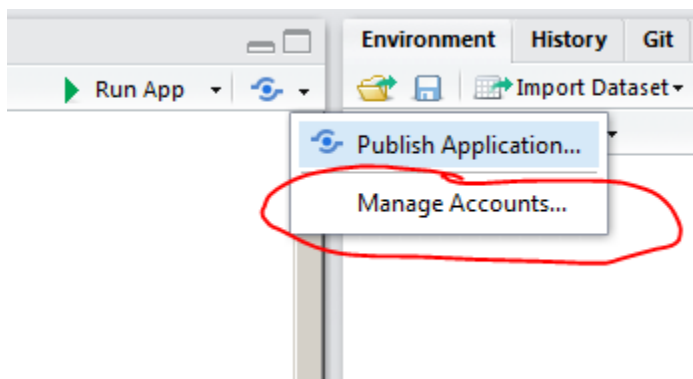 Environment History Git
Run App Import Dataset
Publish Application...
Manage Accounts...